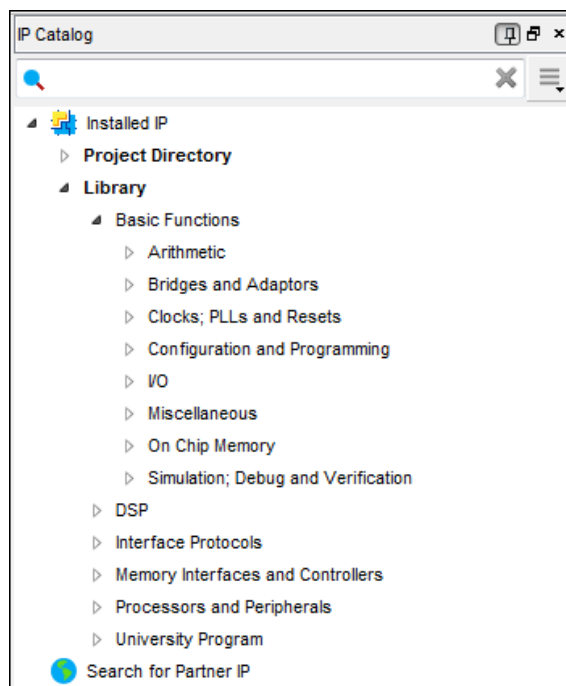 IP Catalog
Installed IP
Project Directory
Library
Basic Functions
Arithmetic
Bridges and Adaptors
Clocks; PLLs and Resets
Configuration and Programming
I/O
Miscellaneous
On Chip Memory
Simulation; Debug and Verification
DSP
Interface Protocols
Memory Interfaces and Controllers
Processors and Peripherals
University Program
Search for Partner IP